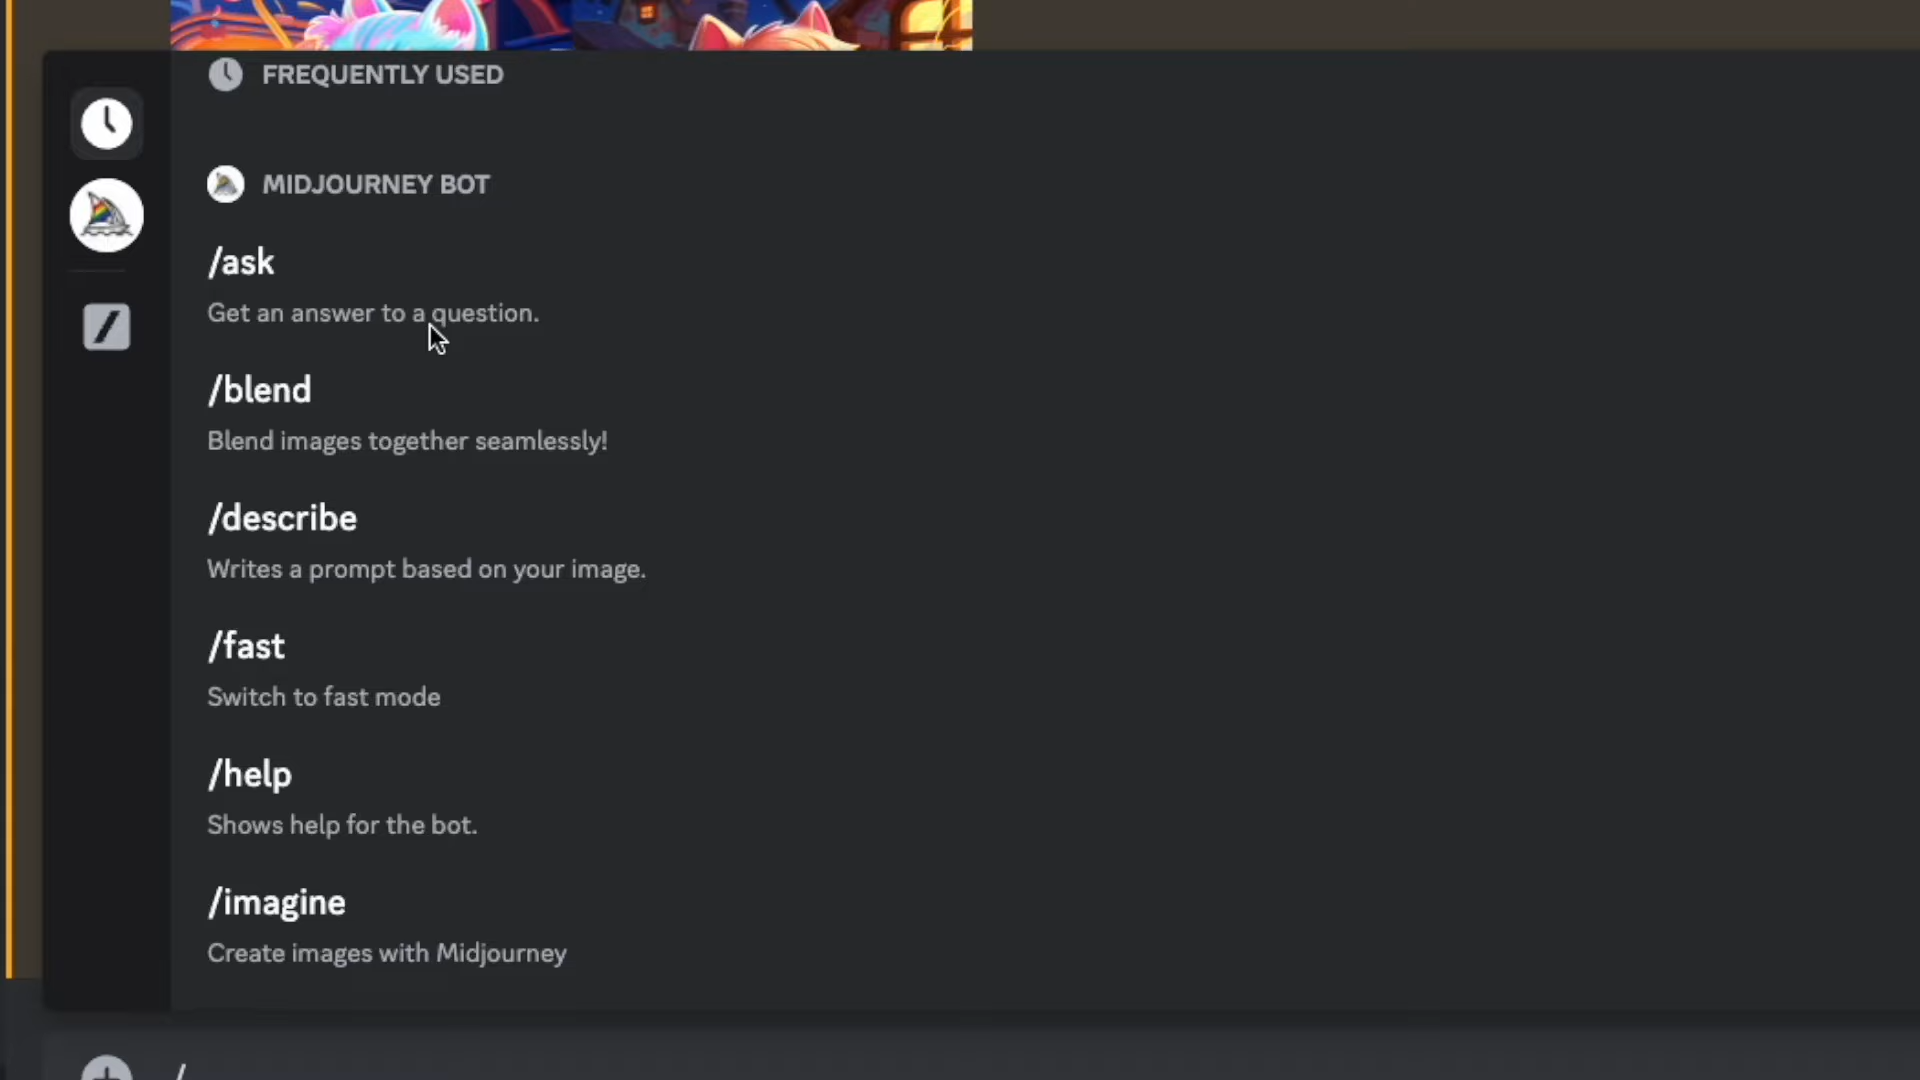 FREQUENTLY USED
MIDJOURNEY BOT
/ask
Get an answer to a question.
/blend
Blend images together seamlessly!
/describe
Writes a prompt based on your image.
/fast
Switch to fast mode
/help
Shows help for the bot.
/imagine
Create images with Midjourney
/